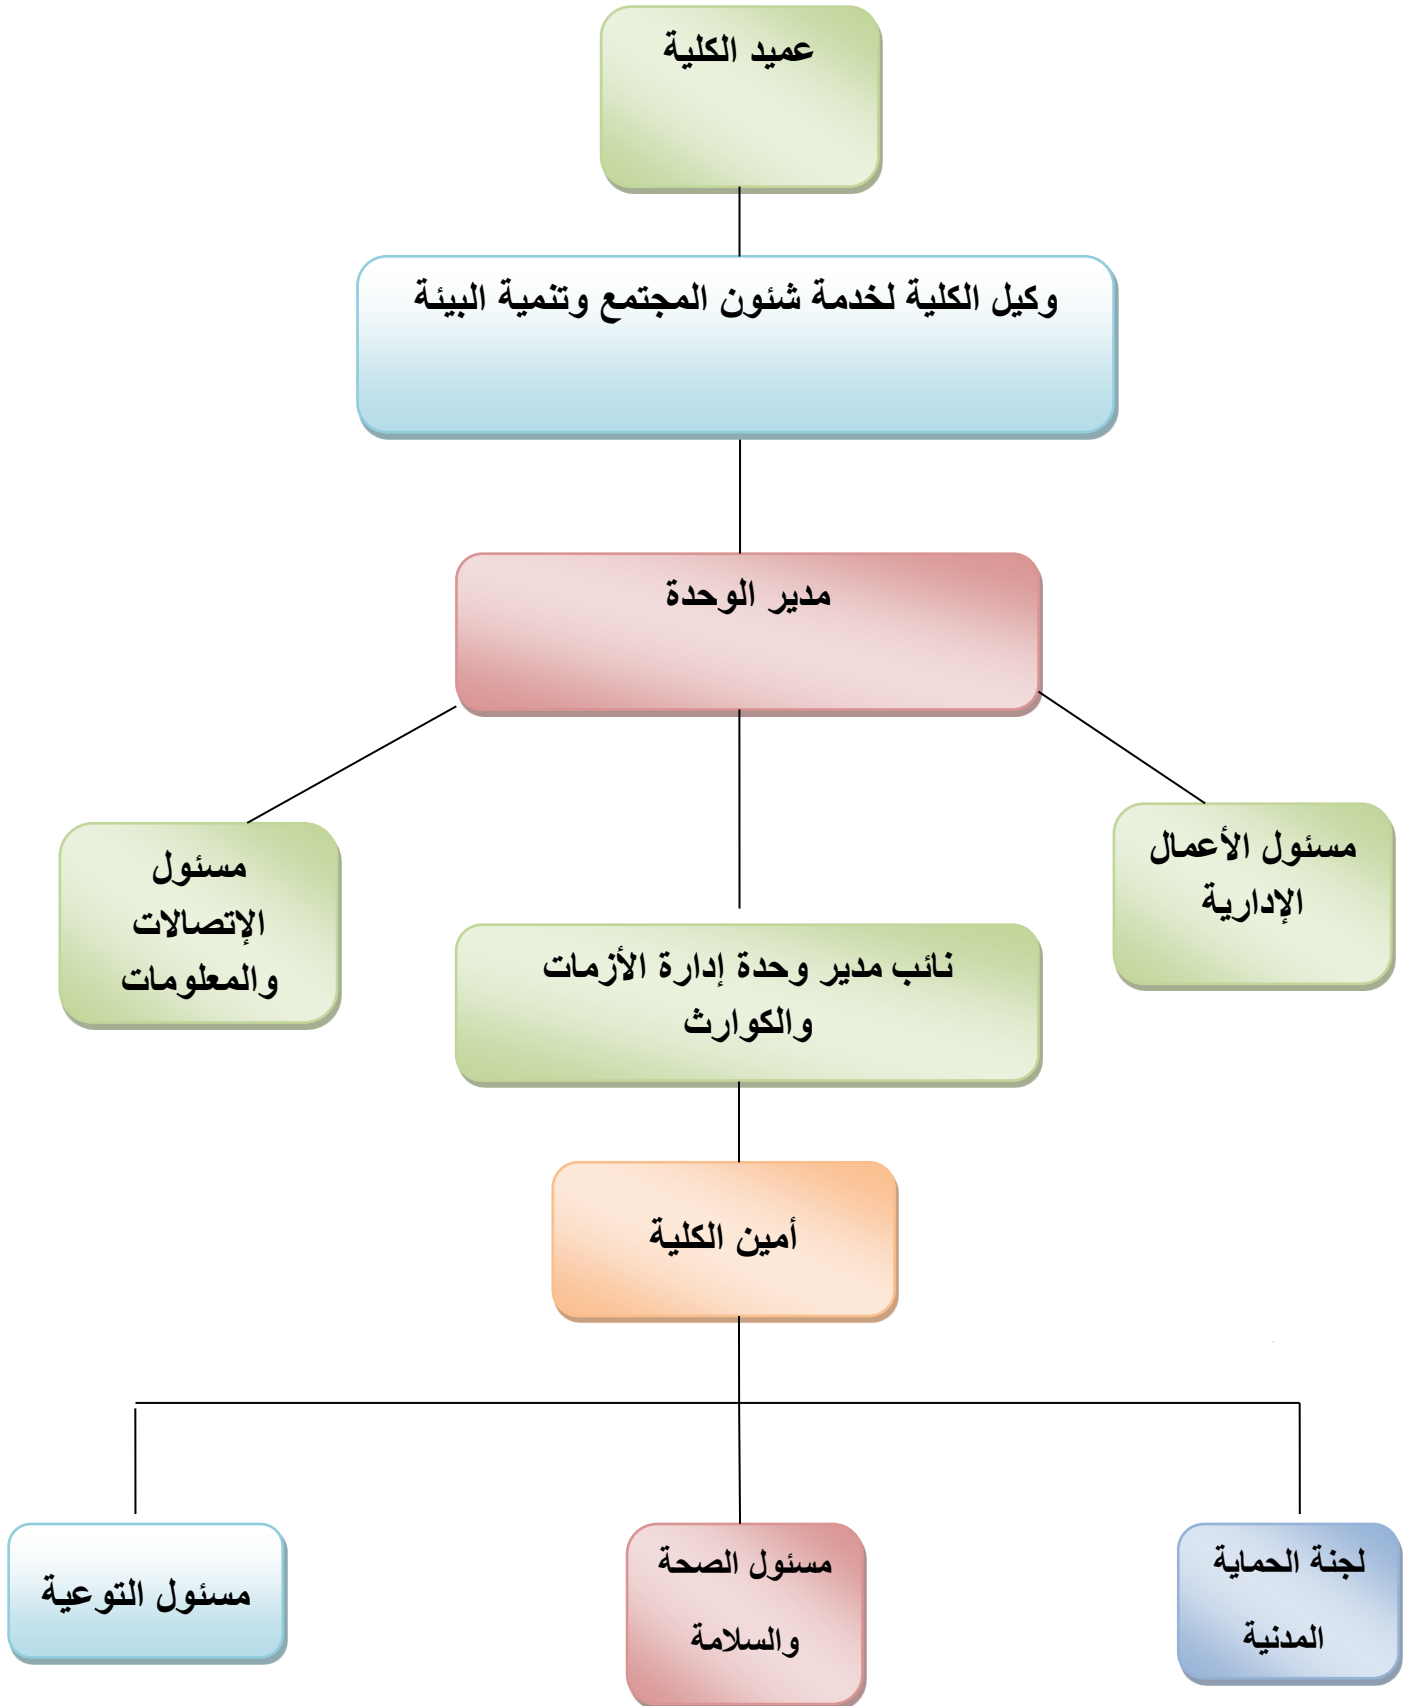 عميد الكلية
وكيل الكلية لخدمة شئون المجتمع وتنمية البيئة
مدير الوحدة
مسئول الأعمال
الإدارية
مسئول
الإتصالات
والمعلومات
نائب مدير وحدة إدارة الأزمات
والكوارث
أمين الكلية
لجنة الحماية
المدنية
مسئول الصحة
والسلامة
مسئول التوعية